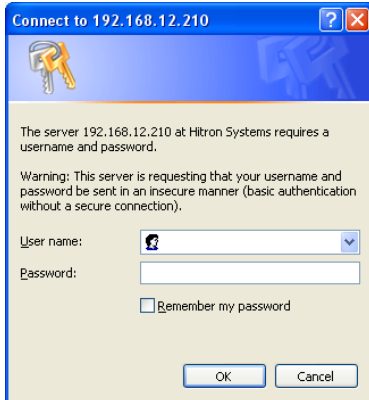 Connect to 192.168.12.210
The server 192.168.12.210 at Hitron Systems requires a
username and password.
Warning: This server is requesting that your username and
password be sent in an insecure manner (basic authentication
without a secure connection).
User name:
Password:
Remember my password
OK Cancel